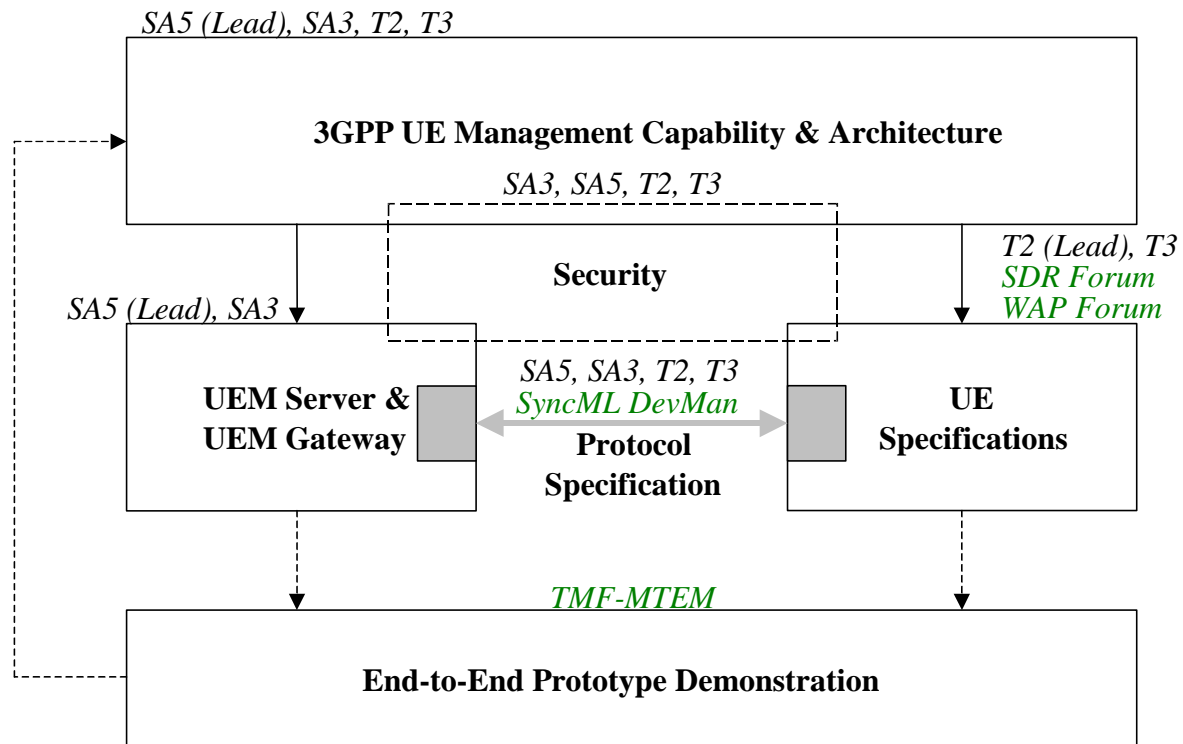 SA5 (Lead), SA3, T2, T3
3GPP UE Management Capability & Architecture
SA3, SA5, T2, T3
Security
T2 (Lead), T3
SDR Forum
WAP Forum
SA5 (Lead), SA3
UEM Server &
UEM Gateway
SA5, SA3, T2, T3
SyncML DevMan
Protocol
Specification
UE
Specifications
TMF-MTEM
End-to-End Prototype Demonstration